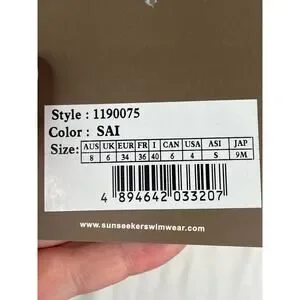 Style : 1190075
Color : SAI
Size: AUS UK EUR FR I CAN USA ASI JAP
8 6 34 36 40 6 4 S 9M
4 894642 033207
www.sunseekerswimwear.com